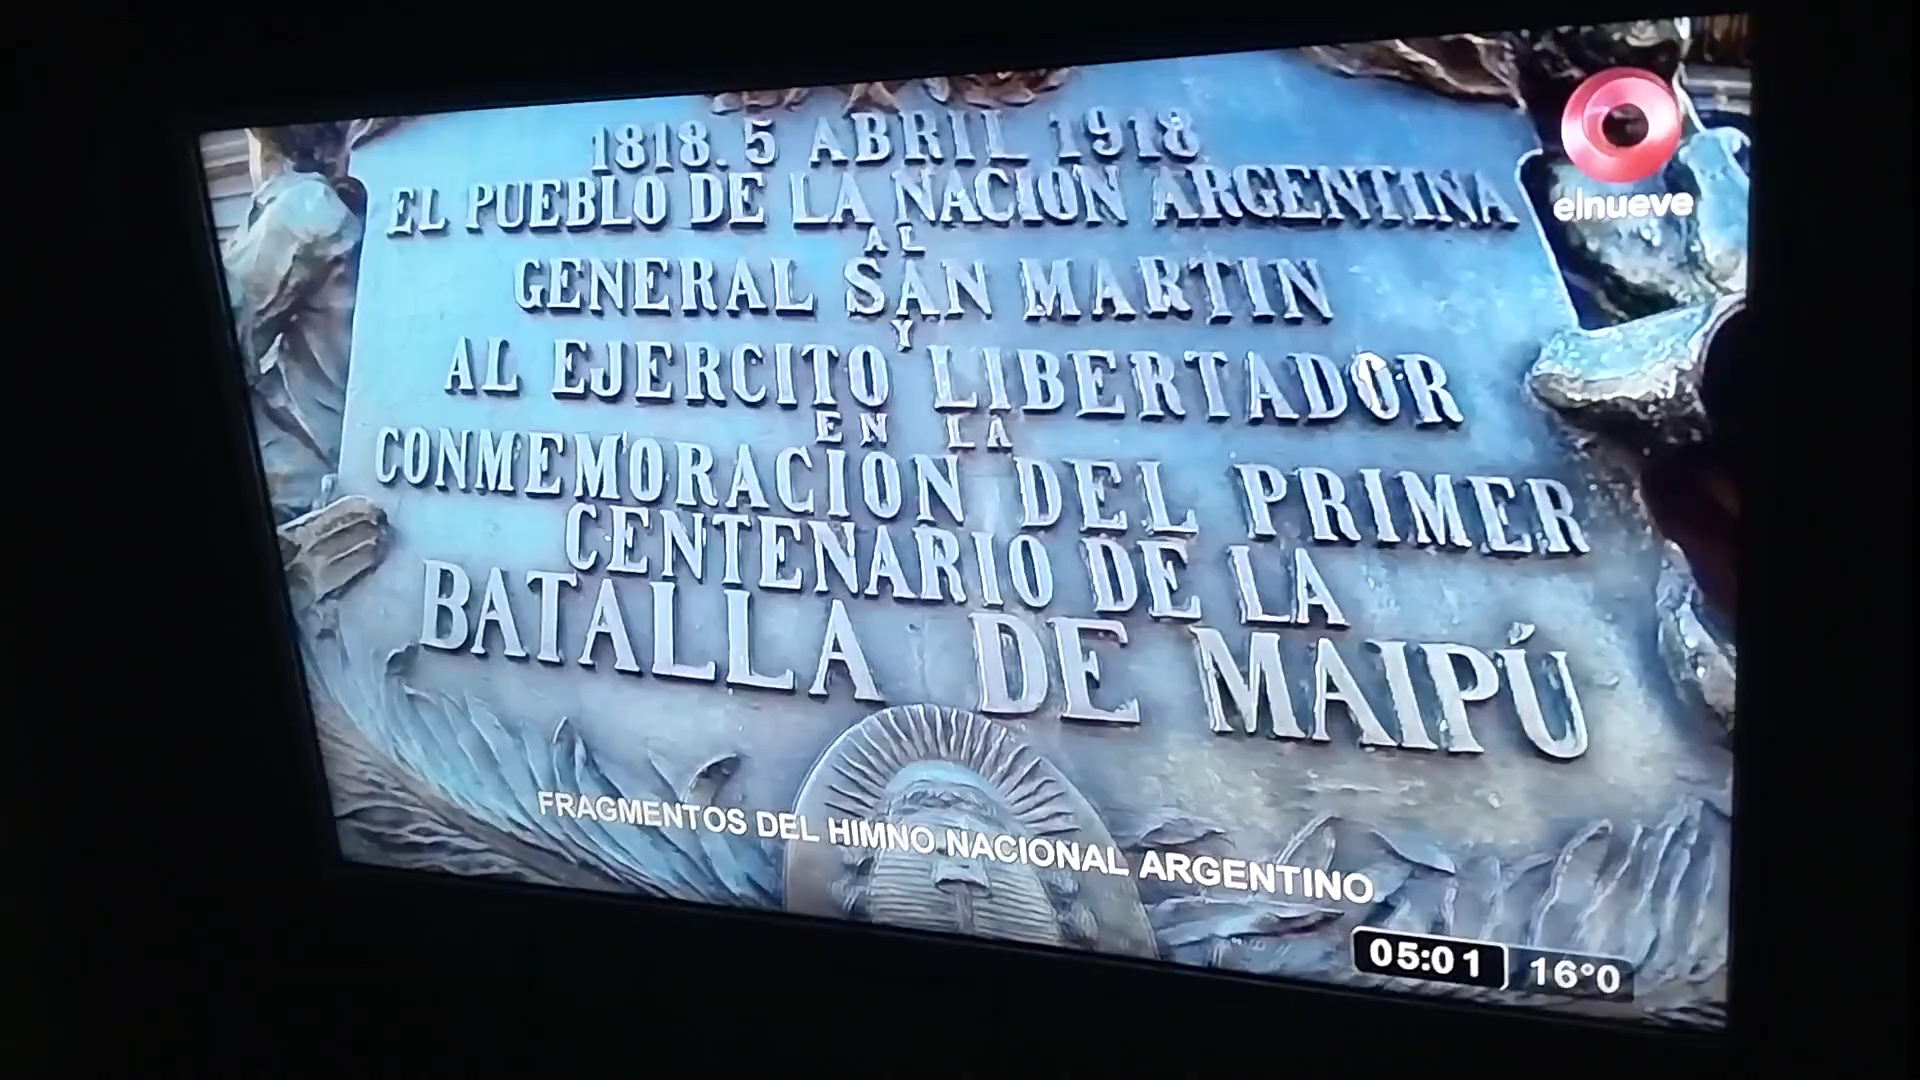 1818. 5 ABRIL 1918
EL PUEBLO DE LA NACIÓN ARGENTINA
AL
GENERAL SAN MARTIN
Y
AL EJERCITO LIBERTADOR
EN LA
CONMEMORACION DEL PRIMER
CENTENARIO DE LA
BATALLA DE MAIPÚ
elnueve
FRAGMENTOS DEL HIMNO NACIONAL ARGENTINO
05:01 16°0